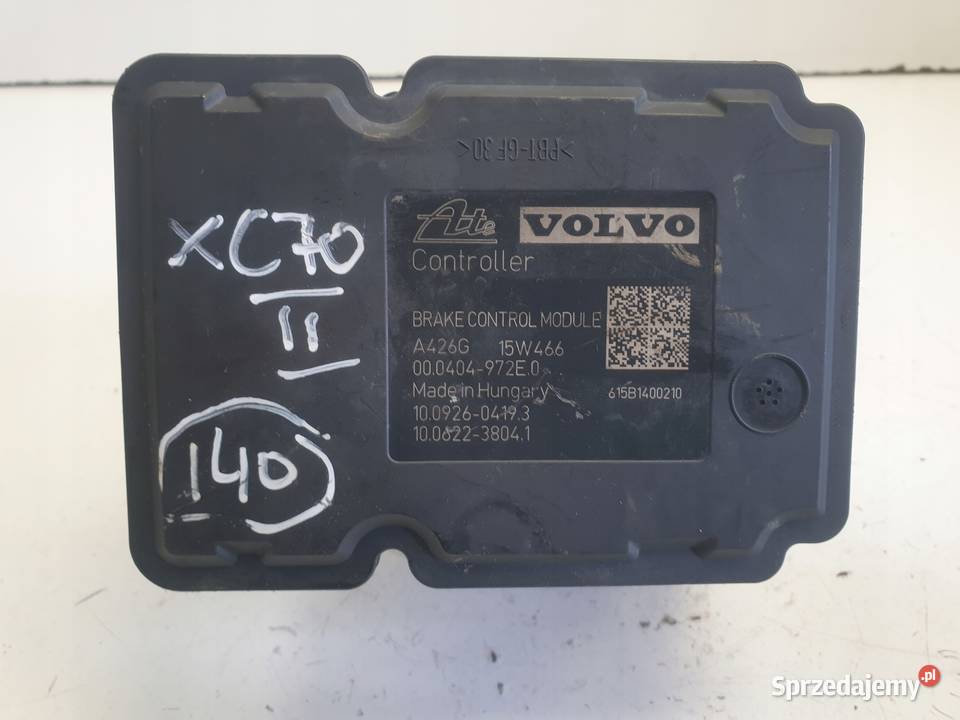 >PBT-GF30<
XC70
II
140
Ate VOLVO
Controller
BRAKE CONTROL MODULE
A426G 15W466
00.0404-972E.0
Made in Hungary 615B1400210
10.0926-0419.3
10.0622-3804.1
Sprzedajemy.pl